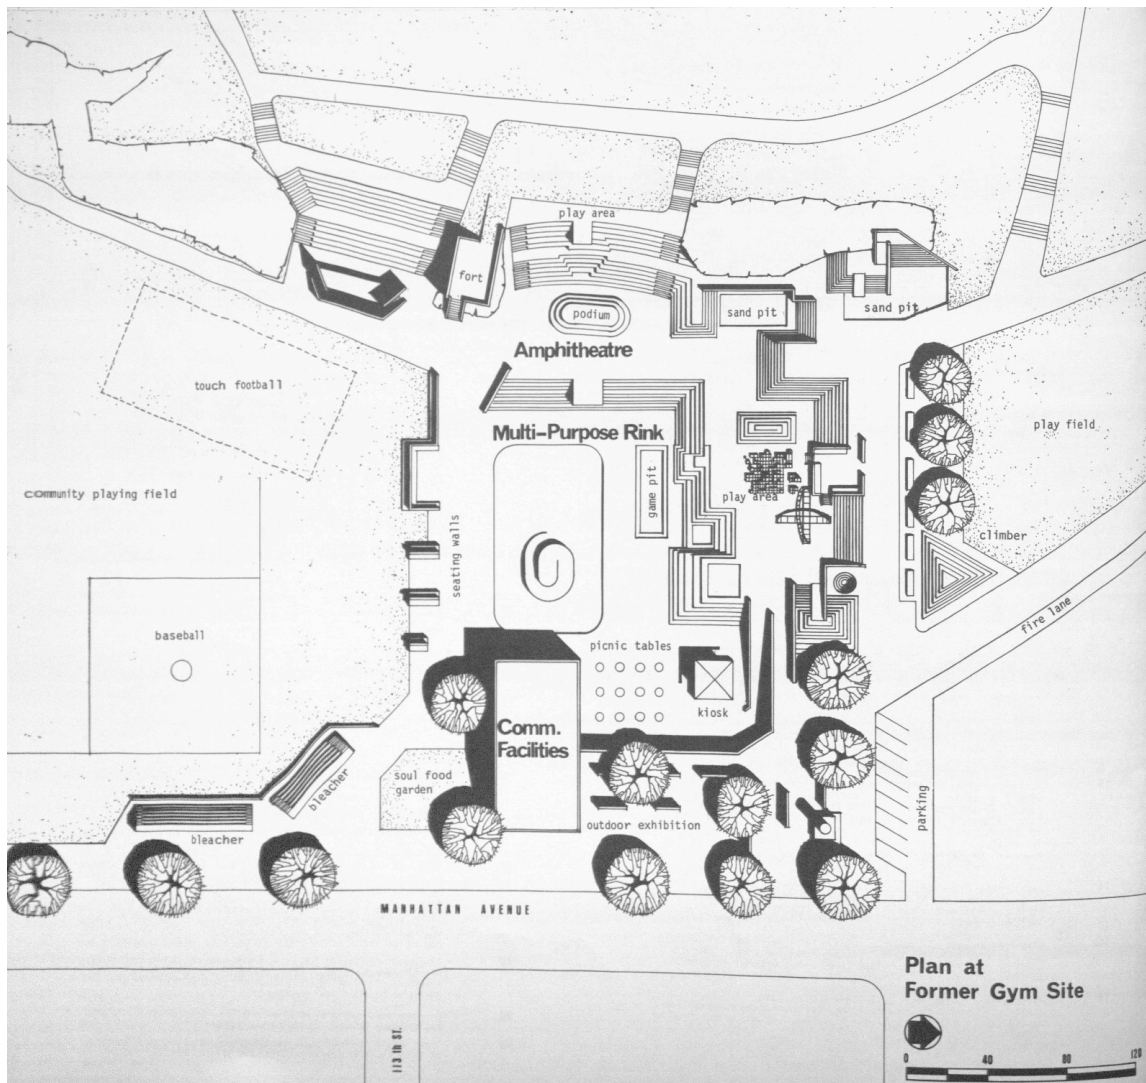 play area
fort
podium
sand pit
sand pit
Amphitheatre
touch football
Multi-Purpose Rink
play field
community playing field
game pit
play area
climber
seating walls
fire lane
baseball
picnic tables
kiosk
Comm.
Facilities
soul food
garden
bleacher
bleacher
parking
outdoor exhibition
MANHATTAN AVENUE
Plan at
Former Gym Site
113th ST.
0 40 80 120